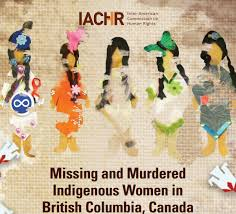 IACHR
Inter-American
Commission on
Human Rights
Missing and Murdered
Indigenous Women in
British Columbia, Canada